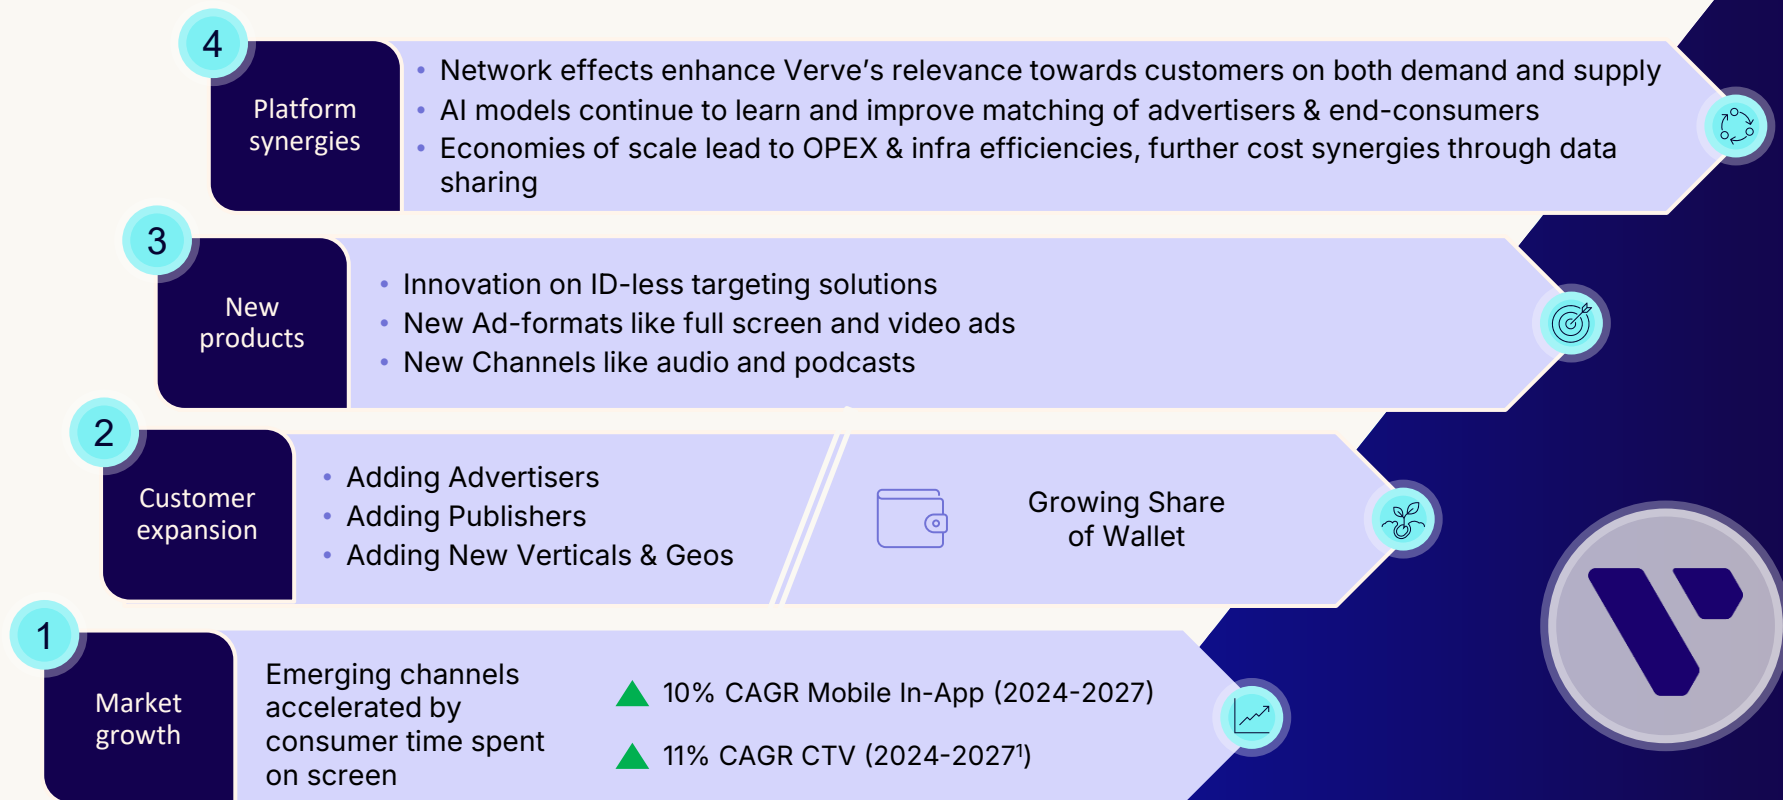 4
Platform
synergies
• Network effects enhance Verve’s relevance towards customers on both demand and supply
• AI models continue to learn and improve matching of advertisers & end-consumers
• Economies of scale lead to OPEX & infra efficiencies, further cost synergies through data
sharing
3
New
products
• Innovation on ID-less targeting solutions
• New Ad-formats like full screen and video ads
• New Channels like audio and podcasts
2
Customer
expansion
• Adding Advertisers
• Adding Publishers
• Adding New Verticals & Geos
Growing Share
of Wallet
1
Market
growth
Emerging channels
accelerated by
consumer time spent
on screen
10% CAGR Mobile In-App (2024-2027)
11% CAGR CTV (2024-2027¹)